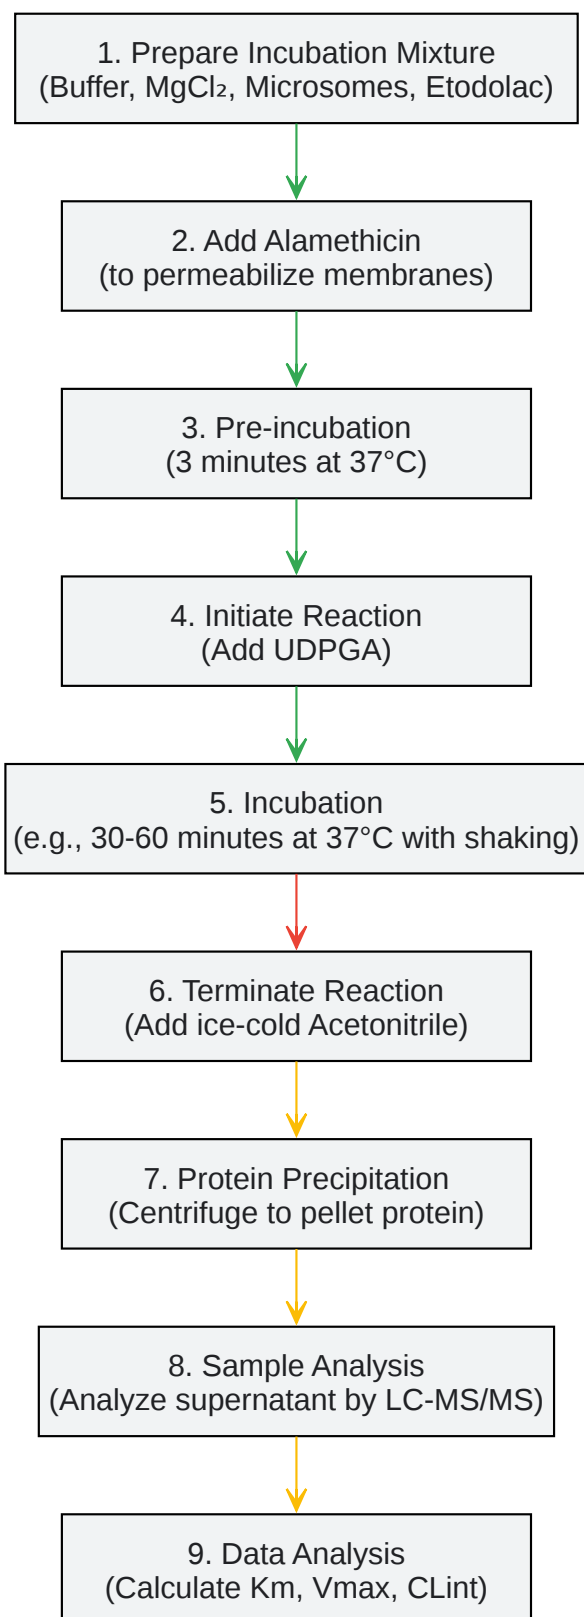 1. Prepare Incubation Mixture
(Buffer, MgCl₂, Microsomes, Etodolac)
2. Add Alamethicin
(to permeabilize membranes)
3. Pre-incubation
(3 minutes at 37°C)
4. Initiate Reaction
(Add UDPGA)
5. Incubation
(e.g., 30-60 minutes at 37°C with shaking)
6. Terminate Reaction
(Add ice-cold Acetonitrile)
7. Protein Precipitation
(Centrifuge to pellet protein)
8. Sample Analysis
(Analyze supernatant by LC-MS/MS)
9. Data Analysis
(Calculate Km, Vmax, CLint)